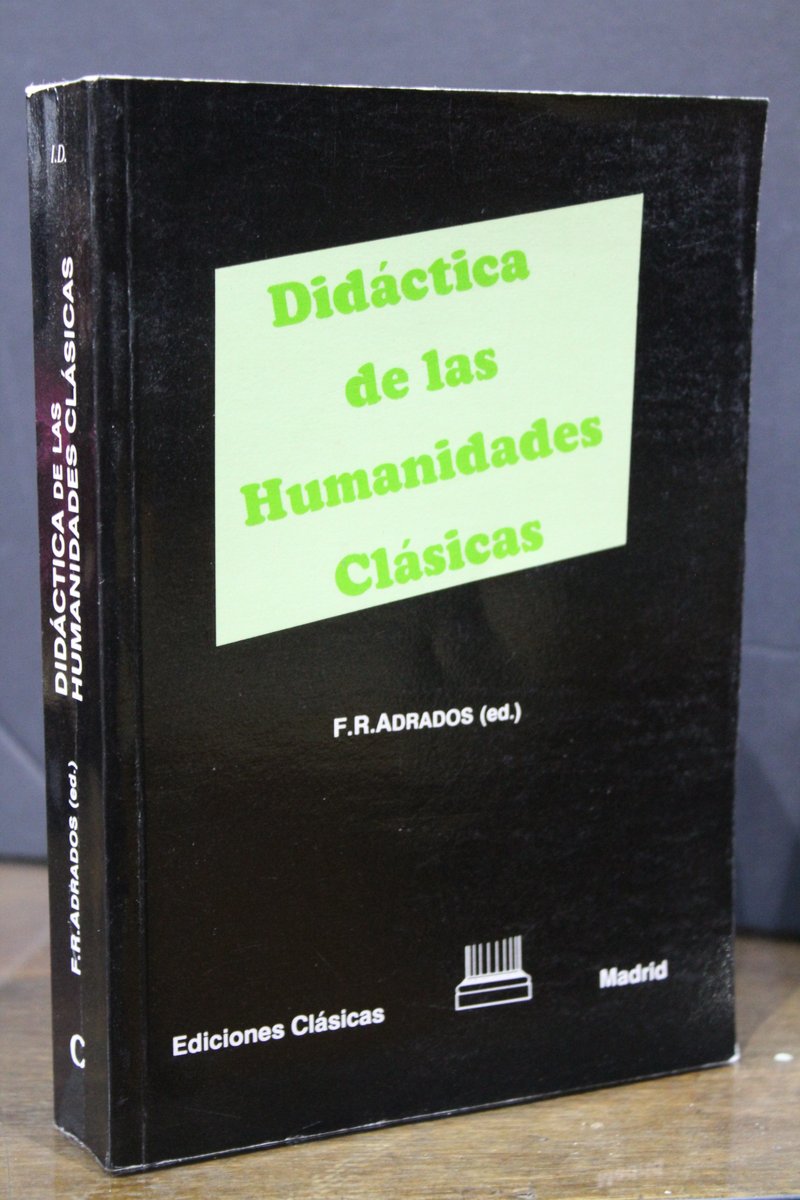 I.D.
DIDÁCTICA DE LAS
HUMANIDADES CLÁSICAS
F.R.ADRADOS (ed.)
Didáctica
de las
Humanidades
Clásicas
F.R.ADRADOS (ed.)
Ediciones Clásicas
Madrid